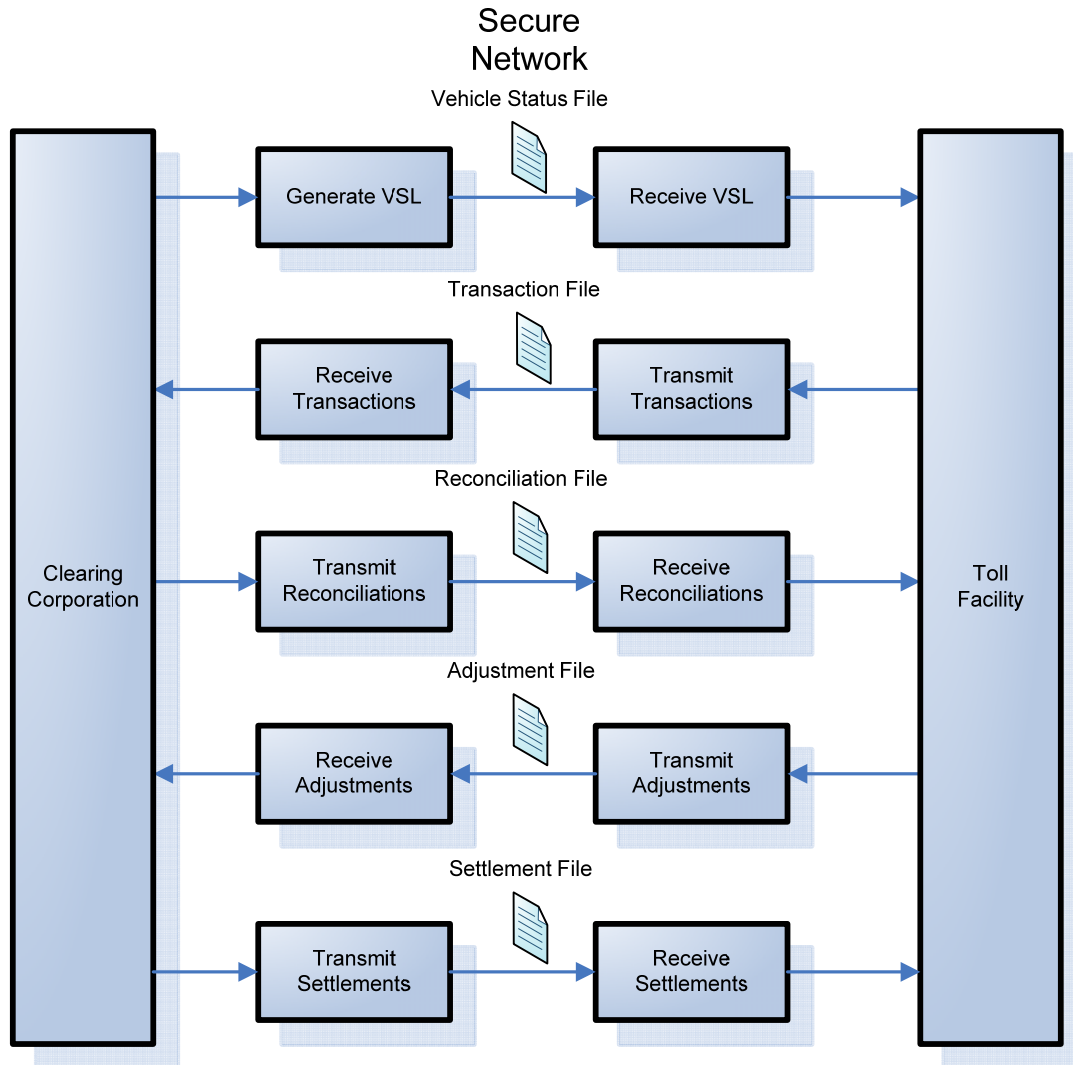 Secure
Network
Vehicle Status File
Generate VSL
Receive VSL
Transaction File
Receive
Transactions
Transmit
Transactions
Reconciliation File
Clearing
Corporation
Transmit
Reconciliations
Receive
Reconciliations
Toll
Facility
Adjustment File
Receive
Adjustments
Transmit
Adjustments
Settlement File
Transmit
Settlements
Receive
Settlements